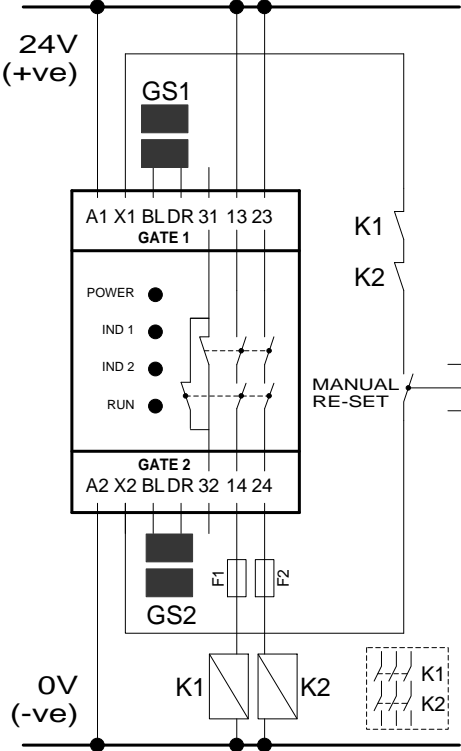 24V
(+ve)
GS1
A1 X1 BL DR 31 13 23
GATE 1
K1
K2
POWER
IND 1
IND 2
RUN
MANUAL
RE-SET
GATE 2
A2 X2 BL DR 32 14 24
F1
F2
GS2
0V
(-ve)
K1
K2
K1
K2